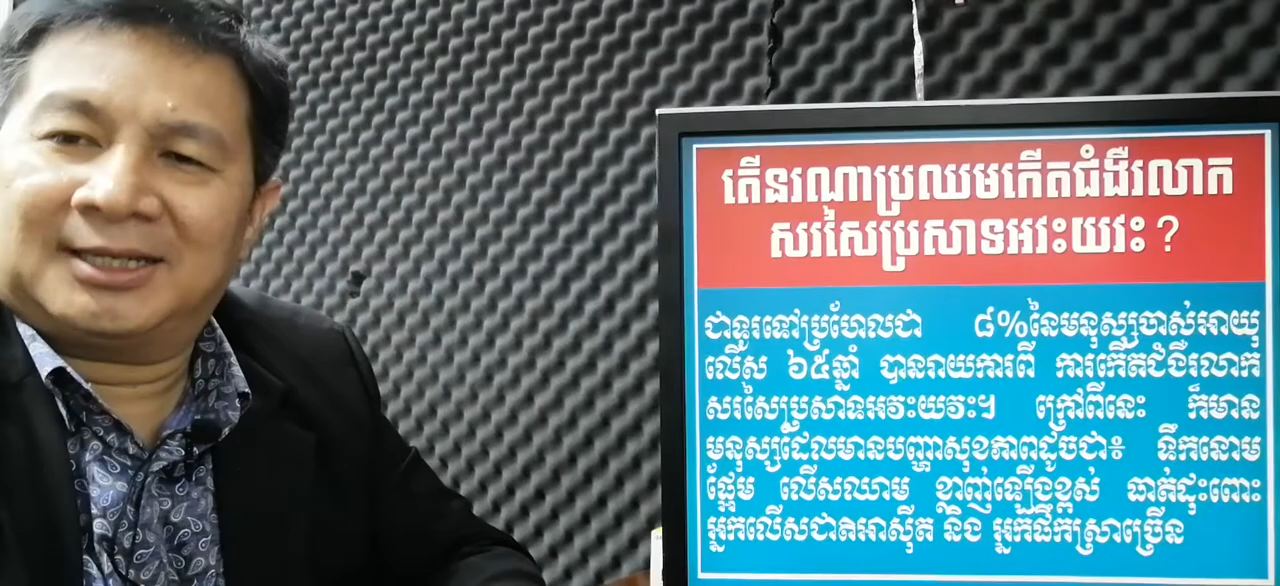 តើនរណាប្រឈមកើតជំងឺរលាក
សរសៃប្រសាទអវះយវះ ?
ជាទូរទៅប្រហែលជា ៨%នៃមនុស្សចាស់អាយុ
លើស ៦៥ឆ្នាំ បានរាយការពី ការកើតជំងឺរលាក
សរសៃប្រសាទអវះយវះ។ ក្រៅពីនេះ ក៏មាន
មនុស្សដែលមានបញ្ហាសុខភាពដូចជា៖ ទឹកនោម
ផ្អែម លើសឈាម ខ្លាញ់ឡើងខ្ពស់ ធាត់ដុះពោះ
អ្នកលើសជាតិអាស៊ីត និង អ្នកផឹកស្រាច្រើន